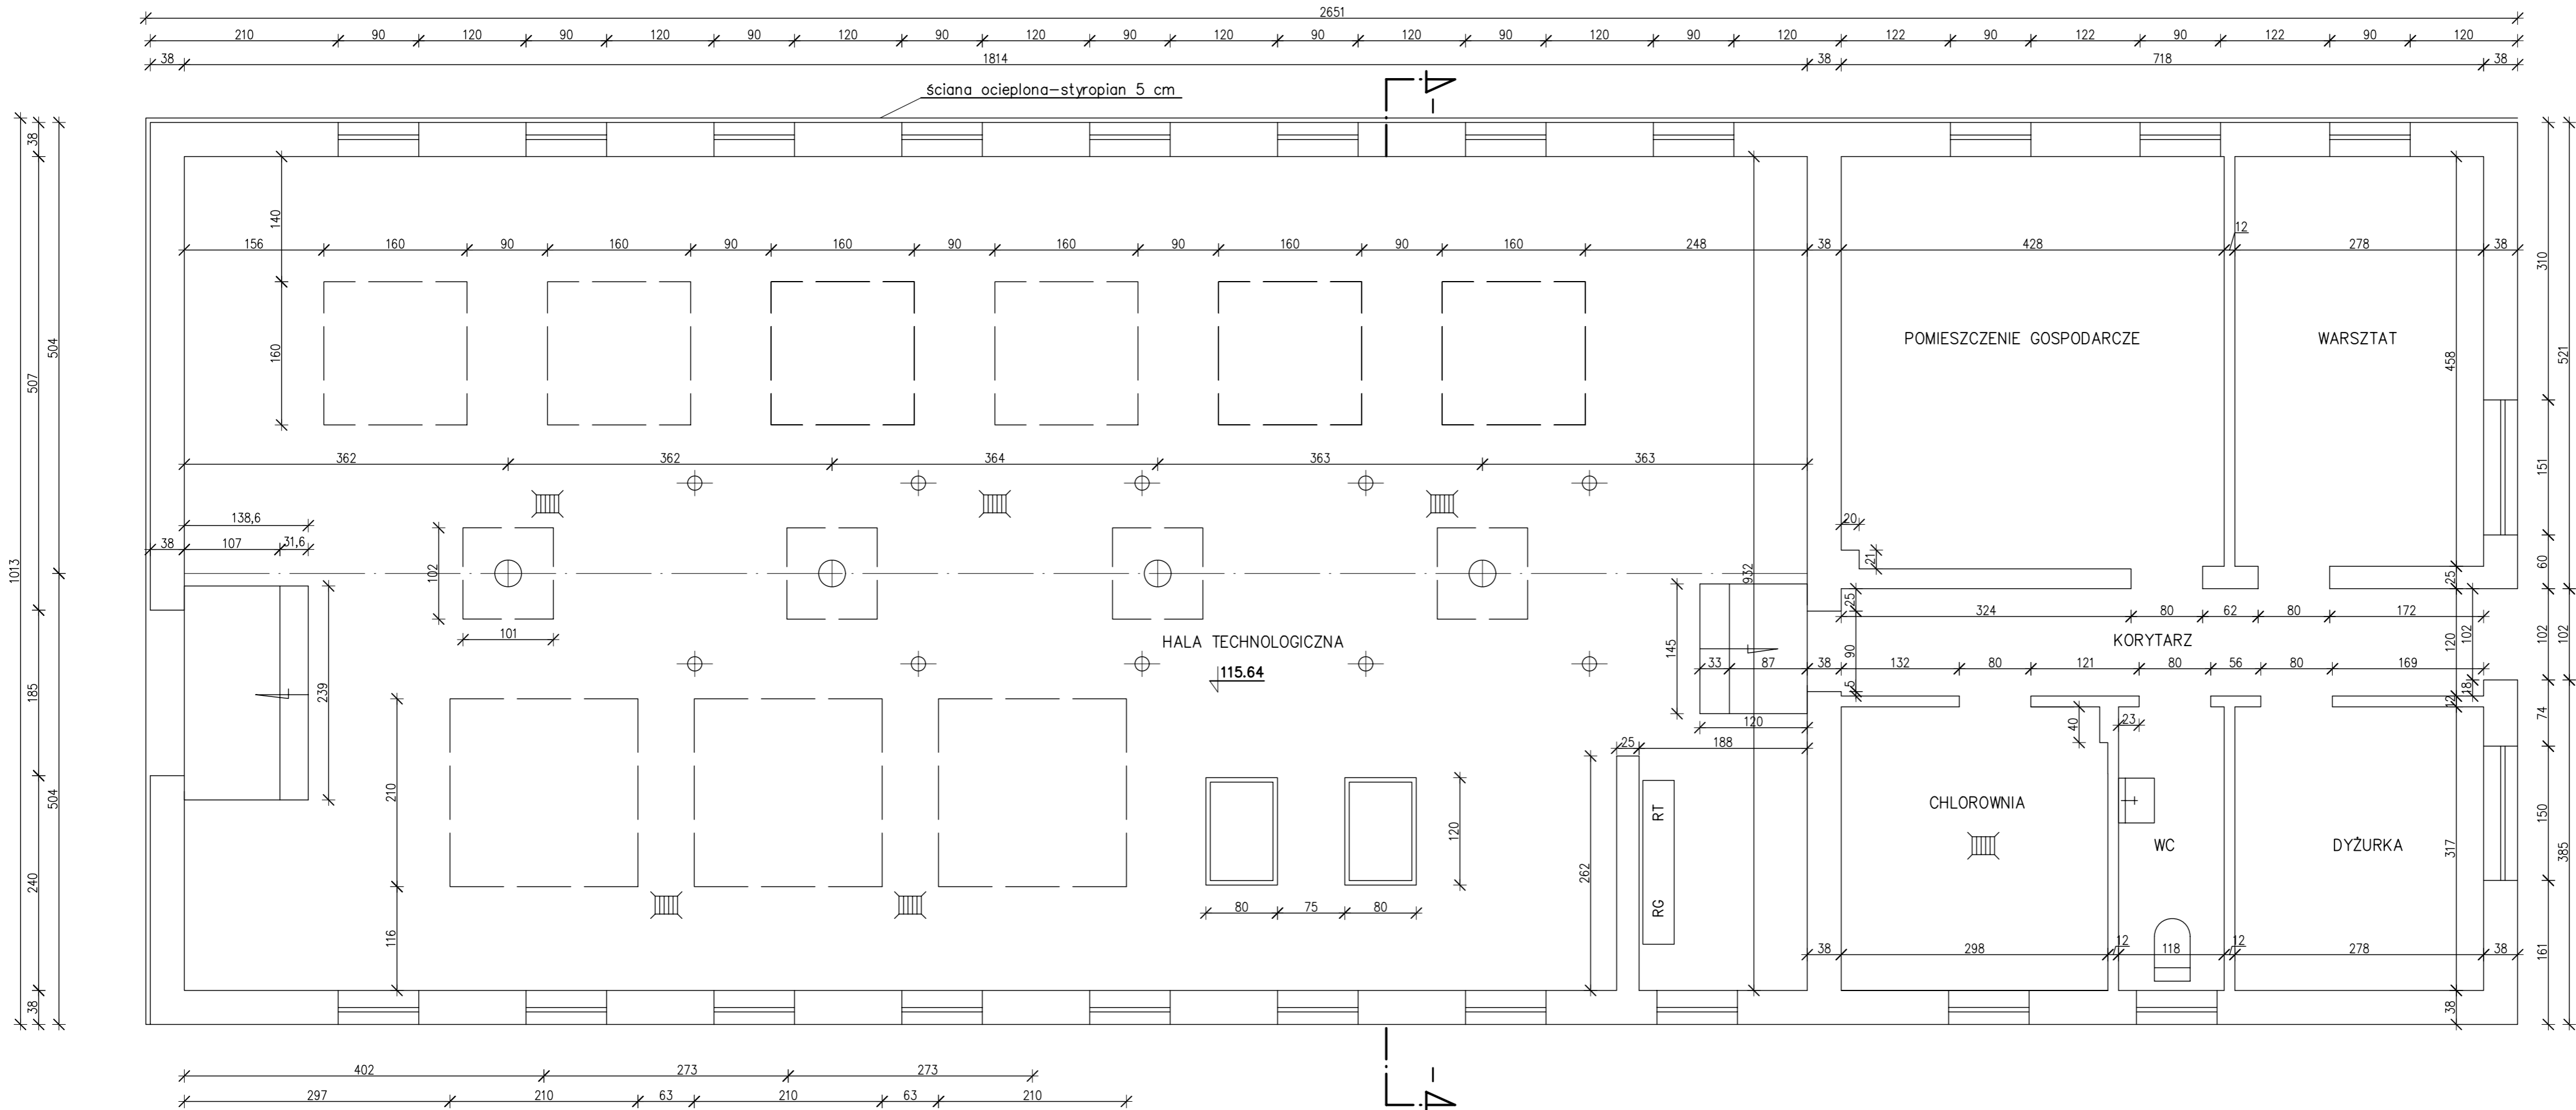 2651
210 90 120 90 120 90 120 90 120 90 120 90 120 90 120 90 120 122 90 122 90 122 90 120
38 1814 38 718 38
ściana ocieplona-styropian 5 cm
4
1013
38 507 185 240 38
504 504
140
156 160 90 160 90 160 90 160 90 160 90 160 248 38 428 12 278 38
160
POMIESZCZENIE GOSPODARCZE
WARSZTAT
458
310 151 60 102 74 150 161
521 102 385
362 362 364 363 363
138,6
38 107 31,6
20
21
102
101
239
932
25
25
324 80 62 80 172
HALA TECHNOLOGICZNA
115.64
145
90
KORYTARZ
120
102
33 87 38 132 80 121 80 56 80 169
5
18
12
120
40
23
25 188
210
116
120
262
80 75 80
RT
RG
CHLOROWNIA
WC
DYŻURKA
317
38 298 12 118 12 278 38
38
402 273 273
297 210 63 210 63 210
4